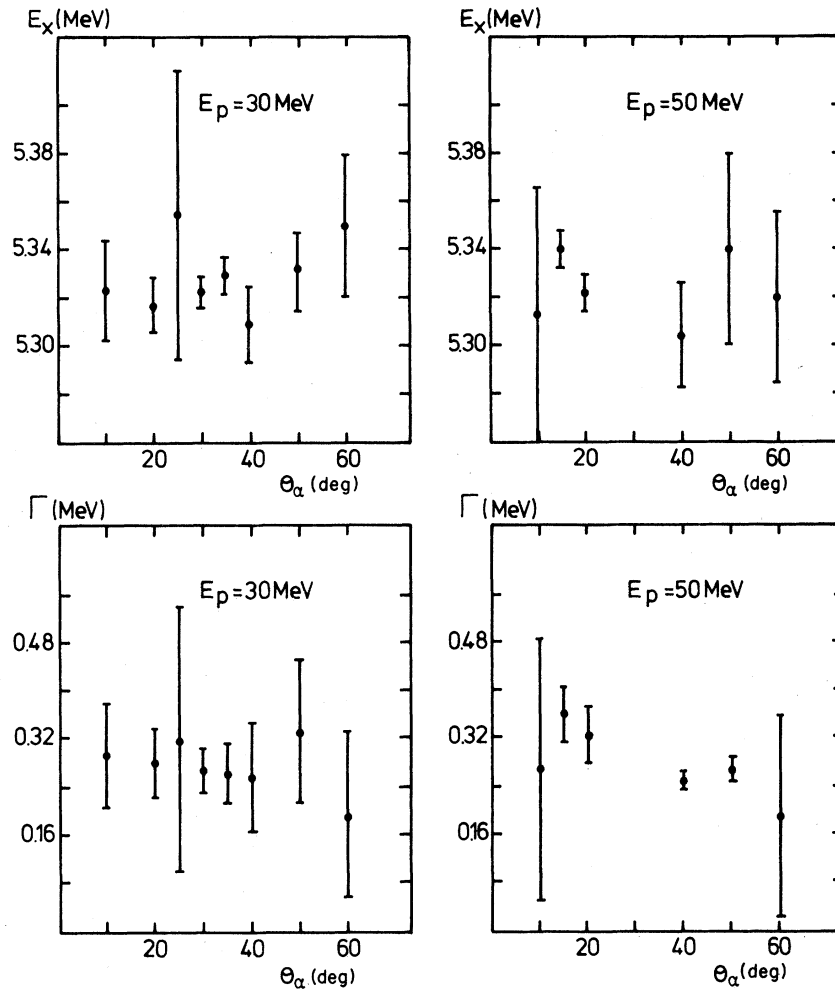 E_x (MeV)
E_p = 30 MeV
5.38
5.34
5.30
20 40 60
Θ_α (deg)
E_x (MeV)
E_p = 50 MeV
5.38
5.34
5.30
20 40 60
Θ_α (deg)
Γ (MeV)
E_p = 30 MeV
0.48
0.32
0.16
20 40 60
Θ_α (deg)
Γ (MeV)
E_p = 50 MeV
0.48
0.32
0.16
20 40 60
Θ_α (deg)